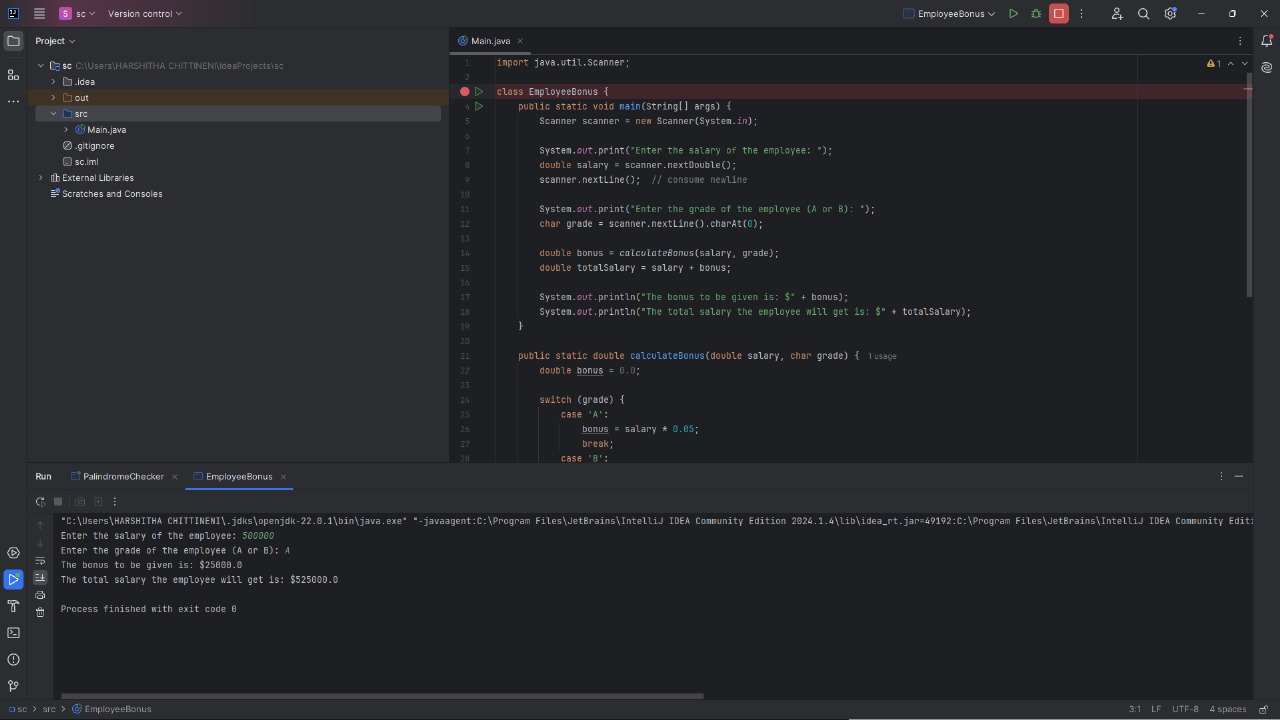 S sc Version control EmployeeBonus
Project Main.java
sc C:\Users\HARSHITHA CHITTINENI\IdeaProjects\sc
.idea
out
src
Main.java
.gitignore
sc.iml
External Libraries
Scratches and Consoles
1 import java.util.Scanner;
1
2
class EmployeeBonus {
4 public static void main(String[] args) {
5 Scanner scanner = new Scanner(System.in);
6
7 System.out.print("Enter the salary of the employee: ");
8 double salary = scanner.nextDouble();
9 scanner.nextLine(); // consume newline
10
11 System.out.print("Enter the grade of the employee (A or B): ");
12 char grade = scanner.nextLine().charAt(0);
13
14 double bonus = calculateBonus(salary, grade);
15 double totalSalary = salary + bonus;
16
17 System.out.println("The bonus to be given is: $" + bonus);
18 System.out.println("The total salary the employee will get is: $" + totalSalary);
19 }
20
21 public static double calculateBonus(double salary, char grade) { 1 usage
22 double bonus = 0.0;
23
24 switch (grade) {
25 case 'A':
26 bonus = salary * 0.05;
27 break;
28 case 'B':
Run PalindromeChecker EmployeeBonus
"C:\Users\HARSHITHA CHITTINENI\.jdks\openjdk-22.0.1\bin\java.exe" "-javaagent:C:\Program Files\JetBrains\IntelliJ IDEA Community Edition 2024.1.4\lib\idea_rt.jar=49192:C:\Program Files\JetBrains\IntelliJ IDEA Community Editi
Enter the salary of the employee: 500000
Enter the grade of the employee (A or B): A
The bonus to be given is: $25000.0
The total salary the employee will get is: $525000.0
Process finished with exit code 0
sc > src > EmployeeBonus 3:1 LF UTF-8 4 spaces